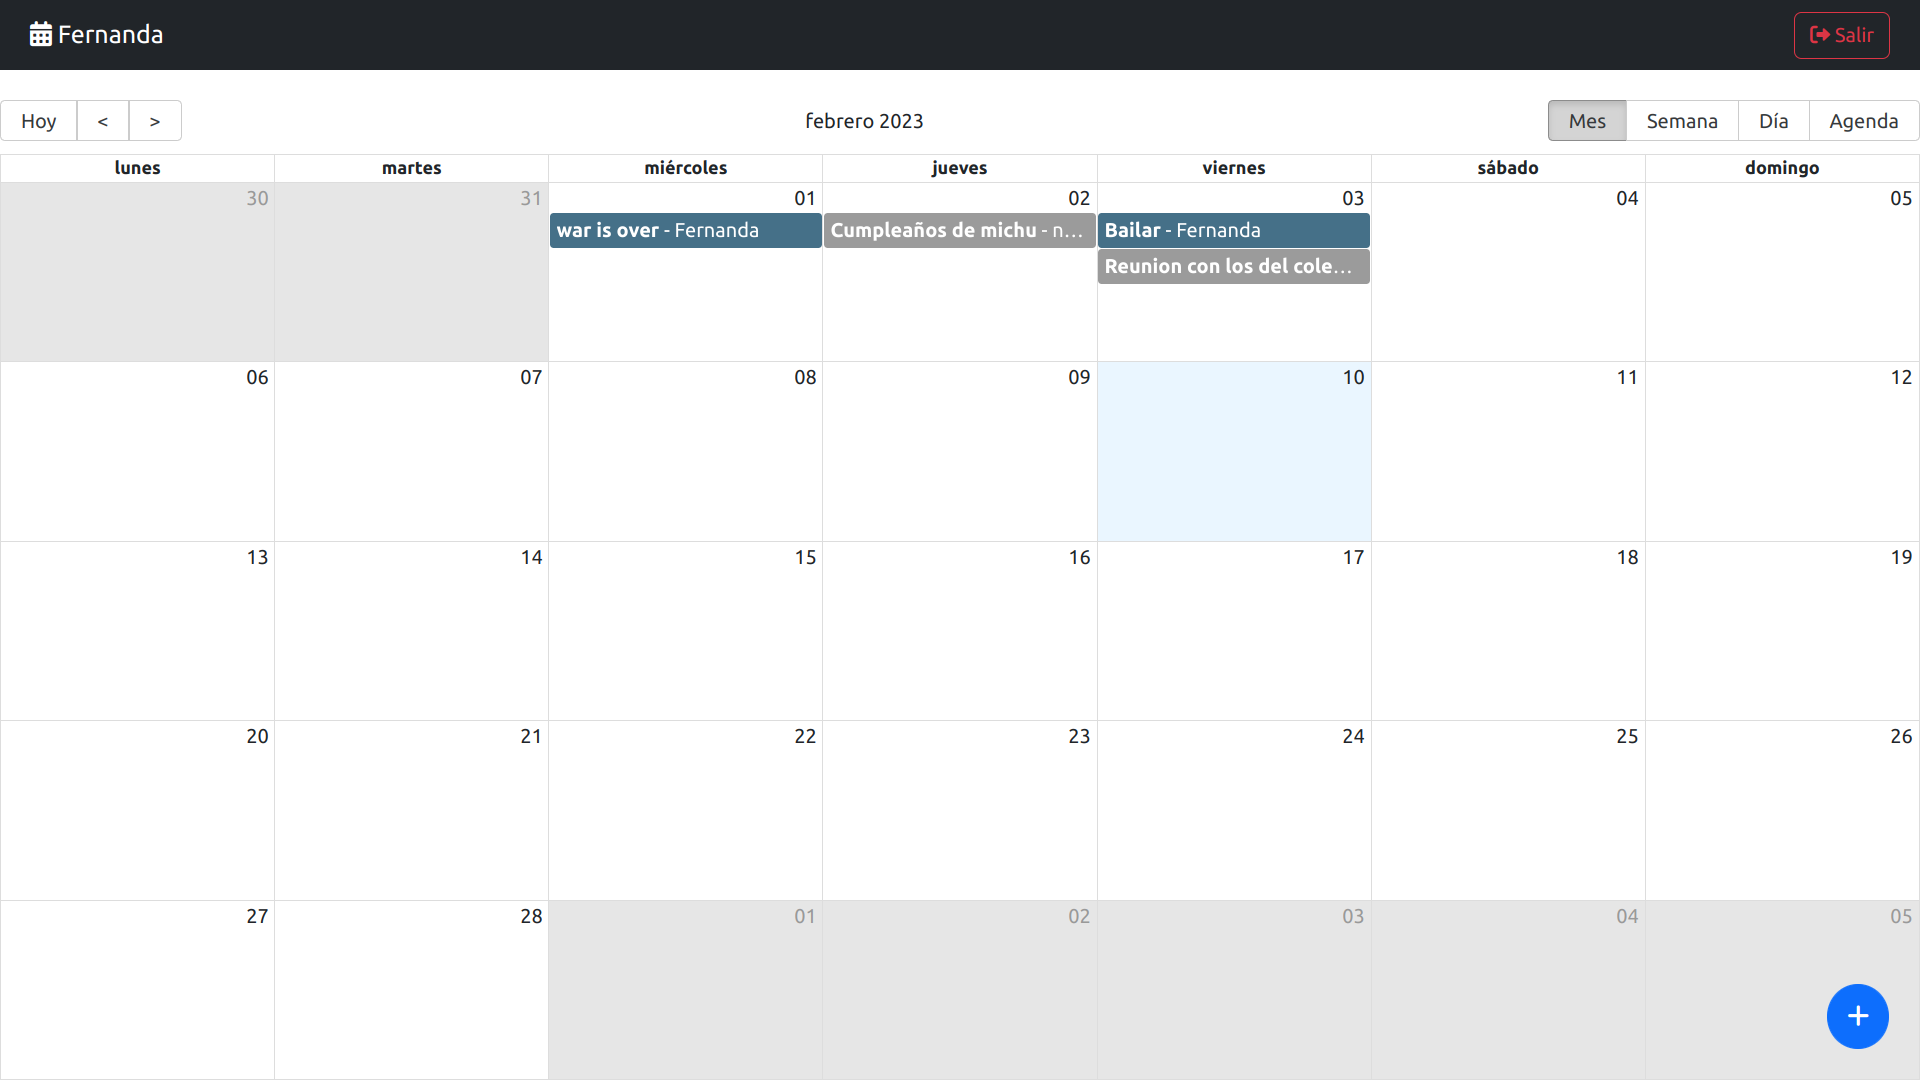 Fernanda
Salir
Hoy < > febrero 2023 Mes Semana Día Agenda
lunes martes miércoles jueves viernes sábado domingo
30 31 01 02 03 04 05
war is over - Fernanda Cumpleaños de michu - n... Bailar - Fernanda
Reunion con los del cole...
06 07 08 09 10 11 12
13 14 15 16 17 18 19
20 21 22 23 24 25 26
27 28 01 02 03 04 05
+